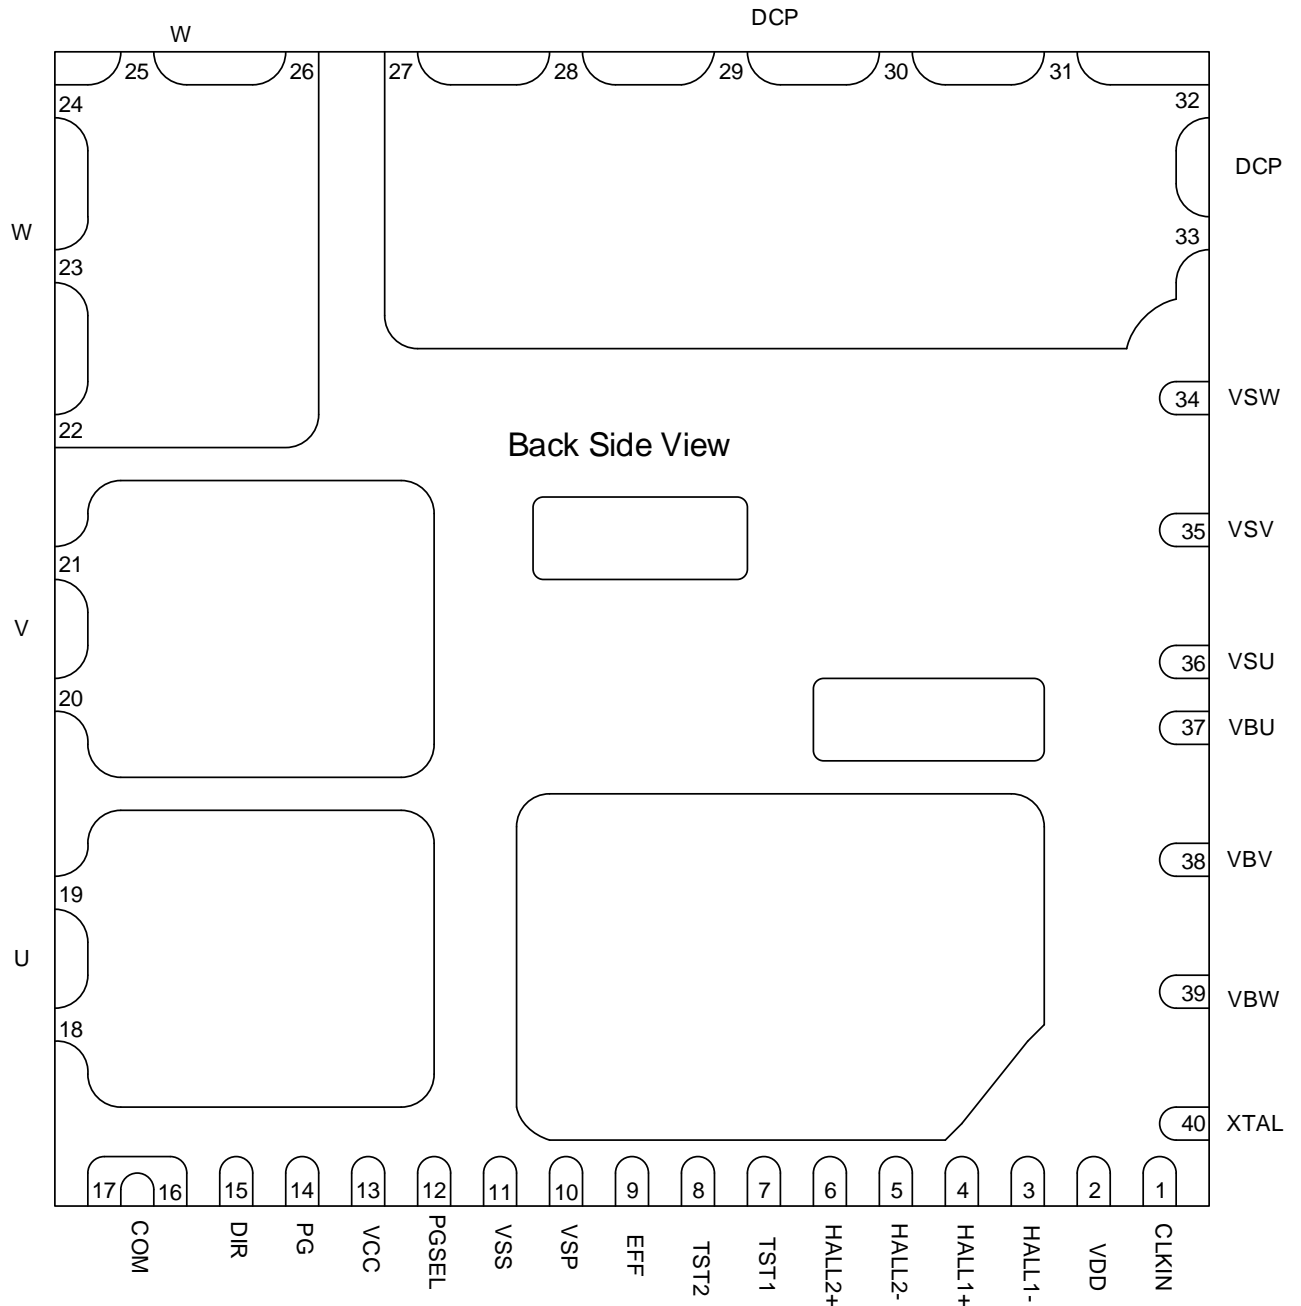 DCP
W
25
26
27
28
29
30
31
24
32
DCP
W
33
23
34
VSW
22
Back Side View
35
VSV
21
V
36
VSU
20
37
VBU
38
VBV
19
U
39
VBW
18
40
XTAL
17
16
15
14
13
12
11
10
9
8
7
6
5
4
3
2
1
COM
DIR
PG
VCC
PGSEL
VSS
VSP
EFF
TST2
TST1
HALL2+
HALL2-
HALL1+
HALL1-
VDD
CLKIN